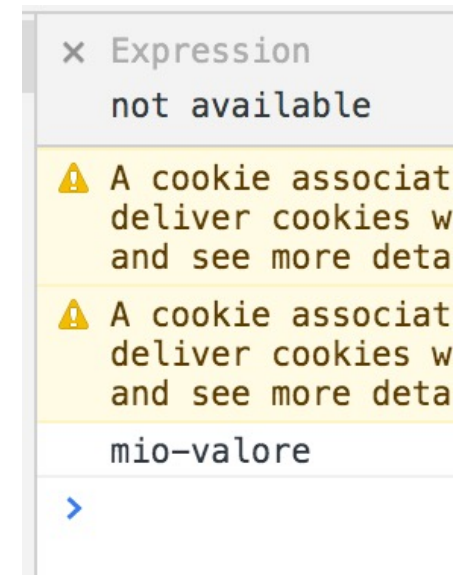 Expression
not available
A cookie associat
deliver cookies w
and see more deta
A cookie associat
deliver cookies w
and see more deta
mio-valore